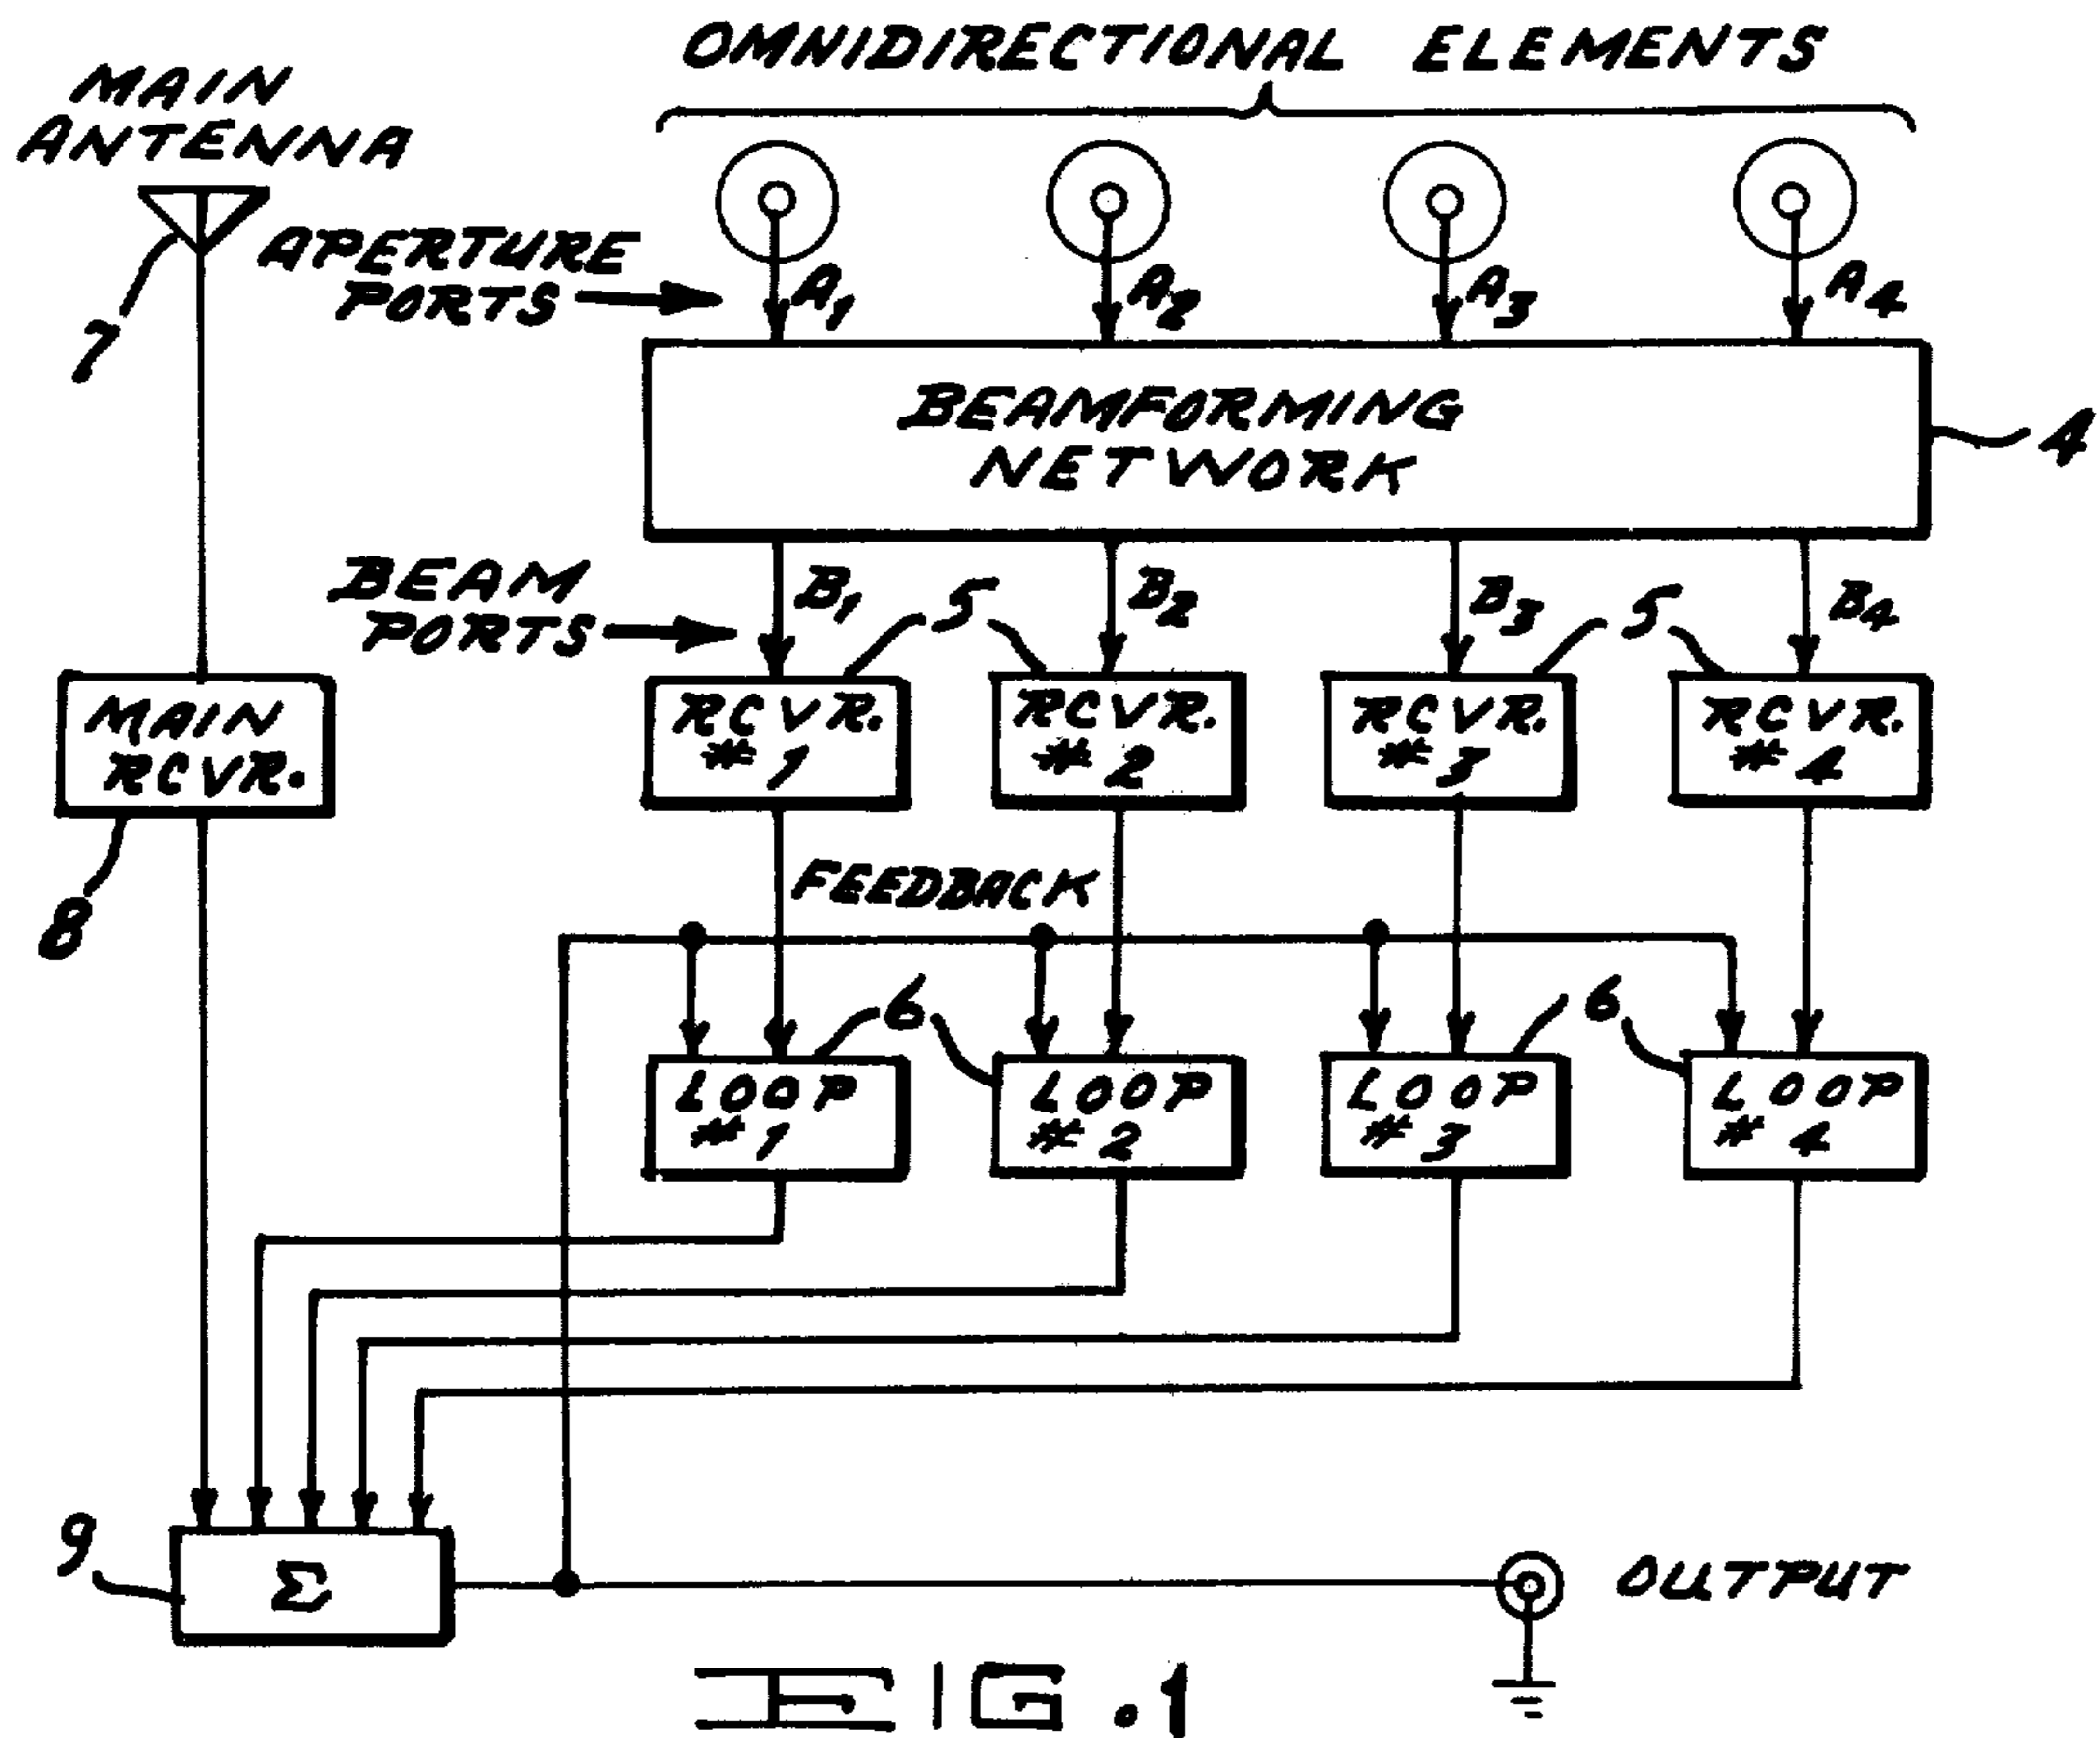 OMNIDIRECTIONAL ELEMENTS
MAIN
ANTENNA
APERTURE
PORTS
A1
A2
A3
A4
7
BEAMFORMING
NETWORK
4
BEAM
PORTS
B1
5
B2
B3
5
B4
MAIN
RCVR.
RCVR.
#1
RCVR.
#2
RCVR.
#3
RCVR.
#4
8
FEEDBACK
6
6
LOOP
#1
LOOP
#2
LOOP
#3
LOOP
#4
9
Σ
OUTPUT
FIG.1